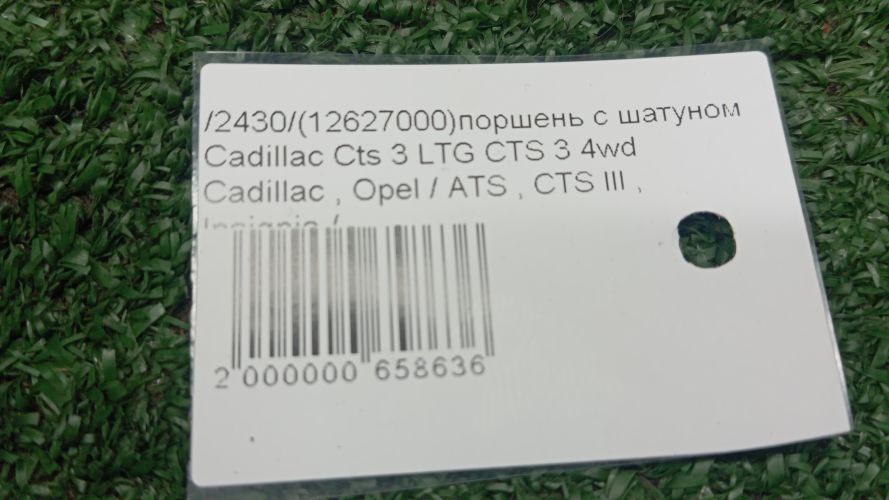 /2430/(12627000)поршень с шатуном
Cadillac Cts 3 LTG CTS 3 4wd
Cadillac , Opel / ATS , CTS III ,
2 000000 658636